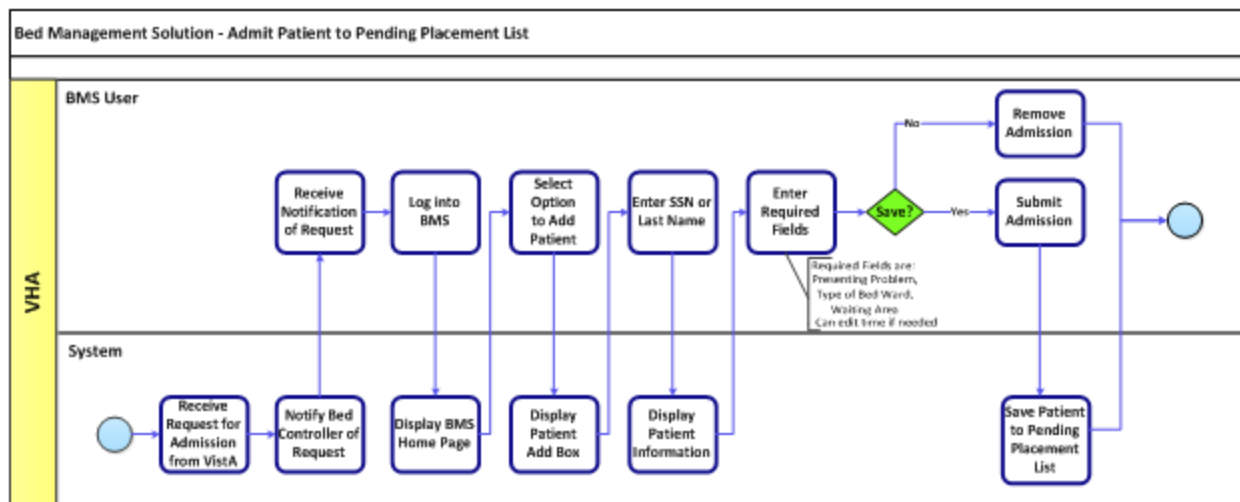 Bed Management Solution - Admit Patient to Pending Placement List
VHA
BMS User
Receive
Notification
of Request
Log into
BMS
Select
Option
to Add
Patient
Enter SSN or
Last Name
Enter
Required
Fields
Save?
No
Yes
Remove
Admission
Submit
Admission
Required Fields are:
Presenting Problem,
Type of Bed Ward,
Waiting Area
Can edit time if needed
System
Receive
Request for
Admission
from VistA
Notify Bed
Controller of
Request
Display BMS
Home Page
Display
Patient
Add Box
Display
Patient
Information
Save Patient
to Pending
Placement
List